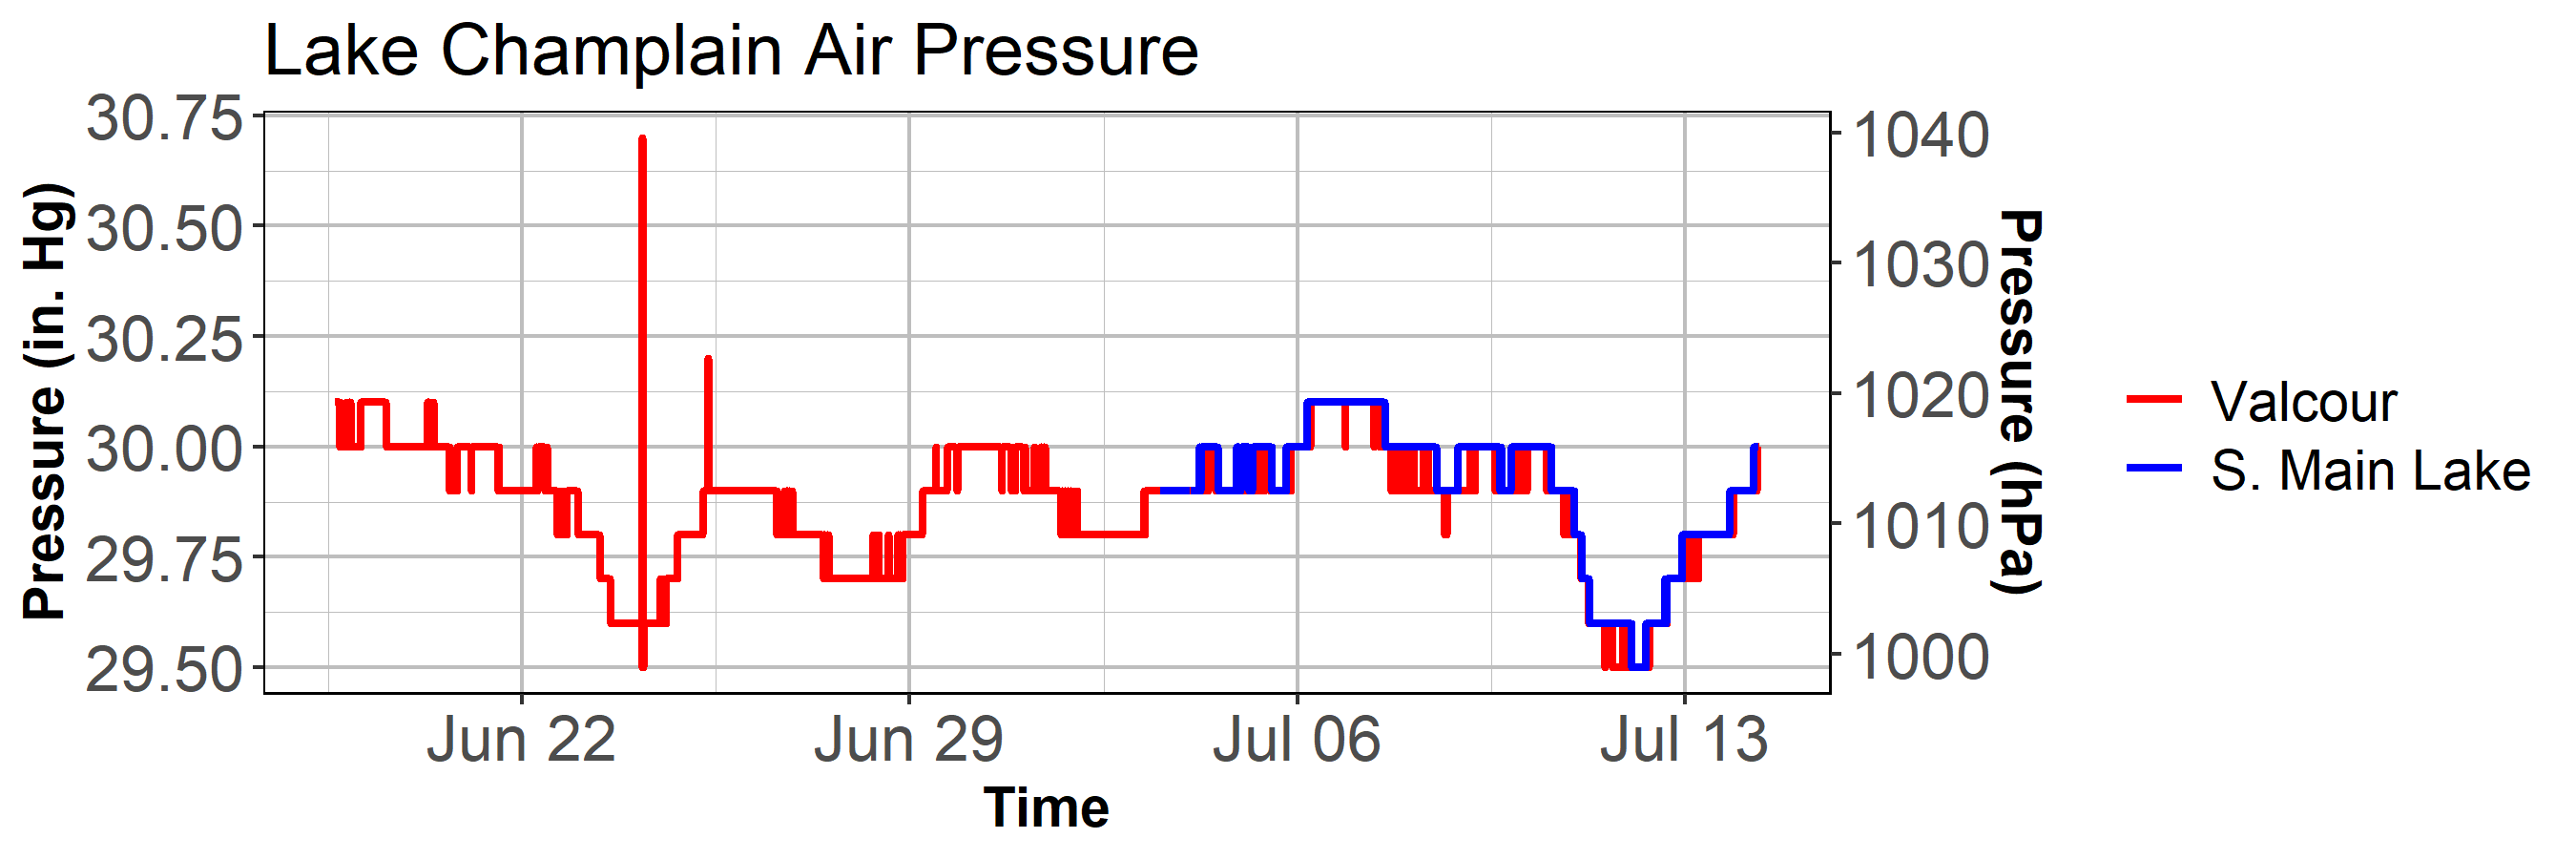 Lake Champlain Air Pressure
Pressure (in. Hg)
30.75
30.50
30.25
30.00
29.75
29.50
1040
1030
1020
1010
1000
Pressure (hPa)
Jun 22
Jun 29
Jul 06
Jul 13
Time
Valcour
S. Main Lake